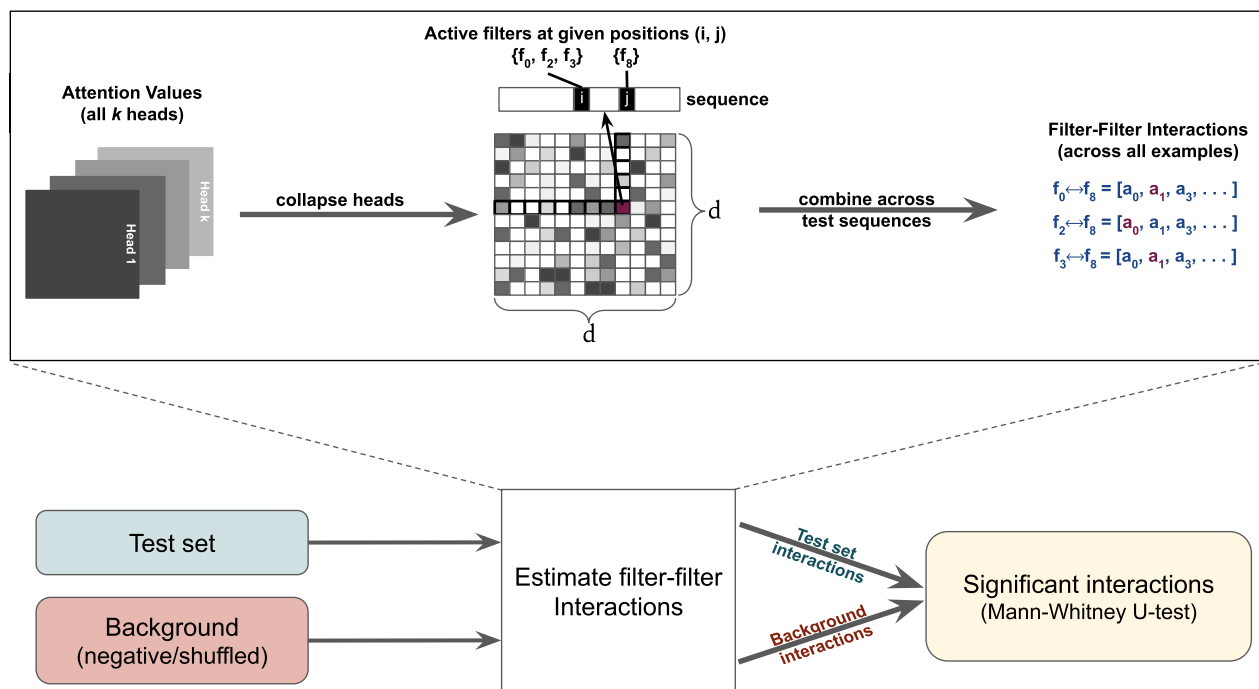 Active filters at given positions (i, j)
{f0, f2, f3} {f8}
i j sequence
Attention Values
(all k heads)
Head 1
Head k
collapse heads
d
d
combine across
test sequences
Filter-Filter Interactions
(across all examples)
f0↔f8 = [a0, a1, a3, . . . ]
f2↔f8 = [a0, a1, a3, . . . ]
f3↔f8 = [a0, a1, a3, . . . ]
Test set
Background
(negative/shuffled)
Estimate filter-filter
Interactions
Test set
interactions
Background
interactions
Significant interactions
(Mann-Whitney U-test)